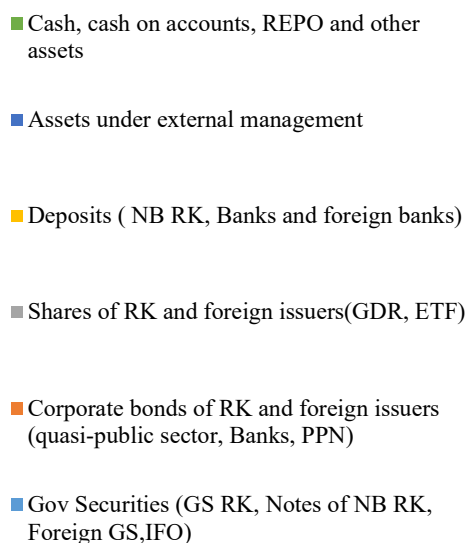 Cash, cash on accounts, REPO and other
assets
Assets under external management
Deposits ( NB RK, Banks and foreign banks)
Shares of RK and foreign issuers(GDR, ETF)
Corporate bonds of RK and foreign issuers
(quasi-public sector, Banks, PPN)
Gov Securities (GS RK, Notes of NB RK,
Foreign GS,IFO)